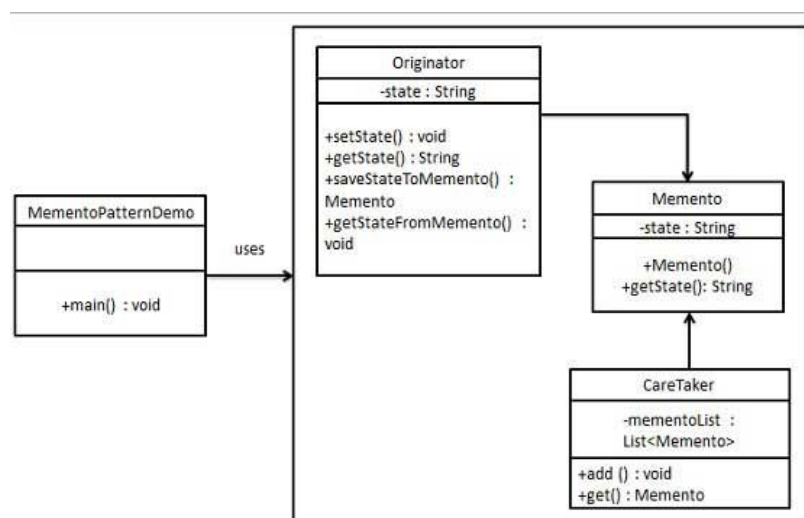 MementoPatternDemo
+main() : void
uses
Originator
-state : String
+setState() : void
+getState() : String
+saveStateToMemento() :
Memento
+getStateFromMemento() :
void
Memento
-state : String
+Memento()
+getState(): String
CareTaker
-mementoList :
List<Memento>
+add () : void
+get() : Memento